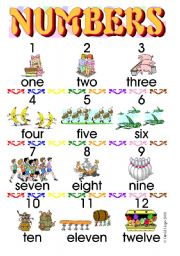 NUMBERS
1 2 3
one two three
4 5 6
four five six
7 8 9
seven eight nine
10 11 12
ten eleven twelve